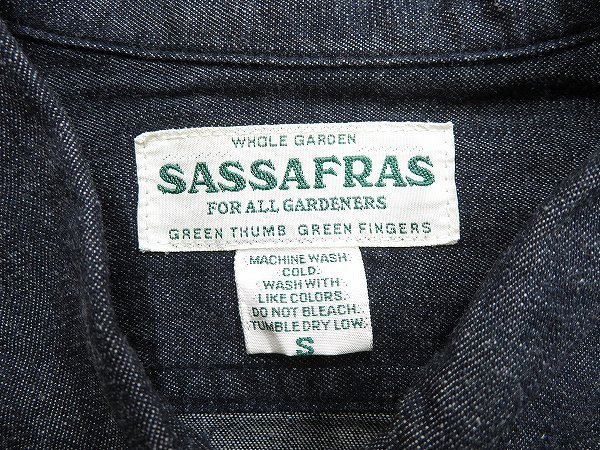 WHOLE GARDEN
SASSAFRAS
FOR ALL GARDENERS
GREEN THUMB GREEN FINGERS
MACHINE WASH
COLD.
WASH WITH
LIKE COLORS.
DO NOT BLEACH.
TUMBLE DRY LOW.
S